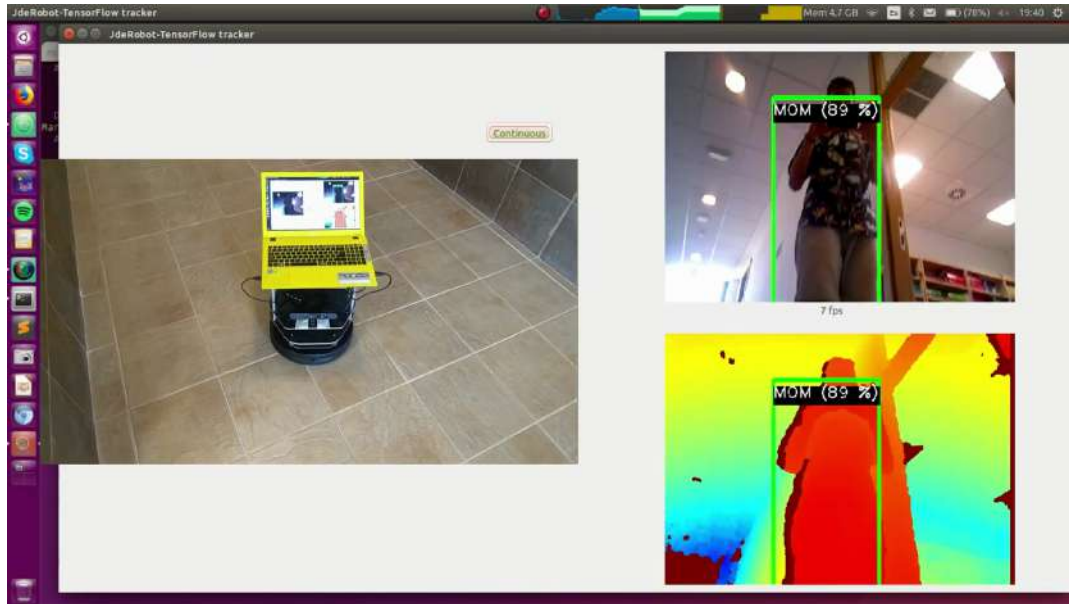 JdeRobot-TensorFlow tracker
Mem 4,7 GB
(78%)
19:40
JdeRobot-TensorFlow tracker
Continuous
MOM (89 %)
7 fps
MOM (89 %)